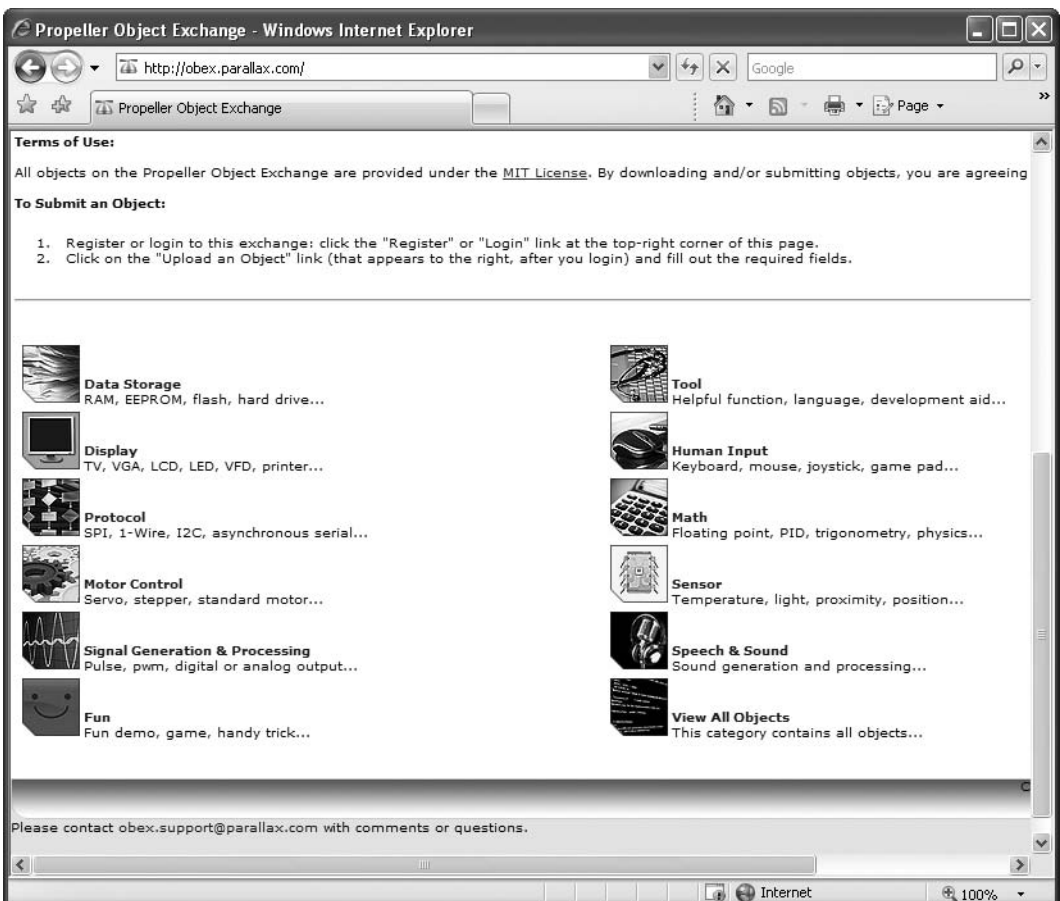 Propeller Object Exchange - Windows Internet Explorer
http://obex.parallax.com/
Google
Propeller Object Exchange
Page
»
Terms of Use:
All objects on the Propeller Object Exchange are provided under the MIT License. By downloading and/or submitting objects, you are agreeing
To Submit an Object:
1. Register or login to this exchange: click the "Register" or "Login" link at the top-right corner of this page.
2. Click on the "Upload an Object" link (that appears to the right, after you login) and fill out the required fields.
Data Storage
RAM, EEPROM, flash, hard drive...
Tool
Helpful function, language, development aid...
Display
TV, VGA, LCD, LED, VFD, printer...
Human Input
Keyboard, mouse, joystick, game pad...
Protocol
SPI, 1-Wire, I2C, asynchronous serial...
Math
Floating point, PID, trigonometry, physics...
Motor Control
Servo, stepper, standard motor...
Sensor
Temperature, light, proximity, position...
Signal Generation & Processing
Pulse, pwm, digital or analog output...
Speech & Sound
Sound generation and processing...
Fun
Fun demo, game, handy trick...
View All Objects
This category contains all objects...
C
Please contact obex.support@parallax.com with comments or questions.
Internet
100%